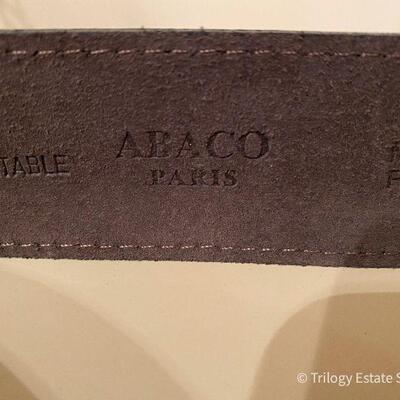 TABLE
ABACO
PARIS
© Trilogy Estate S